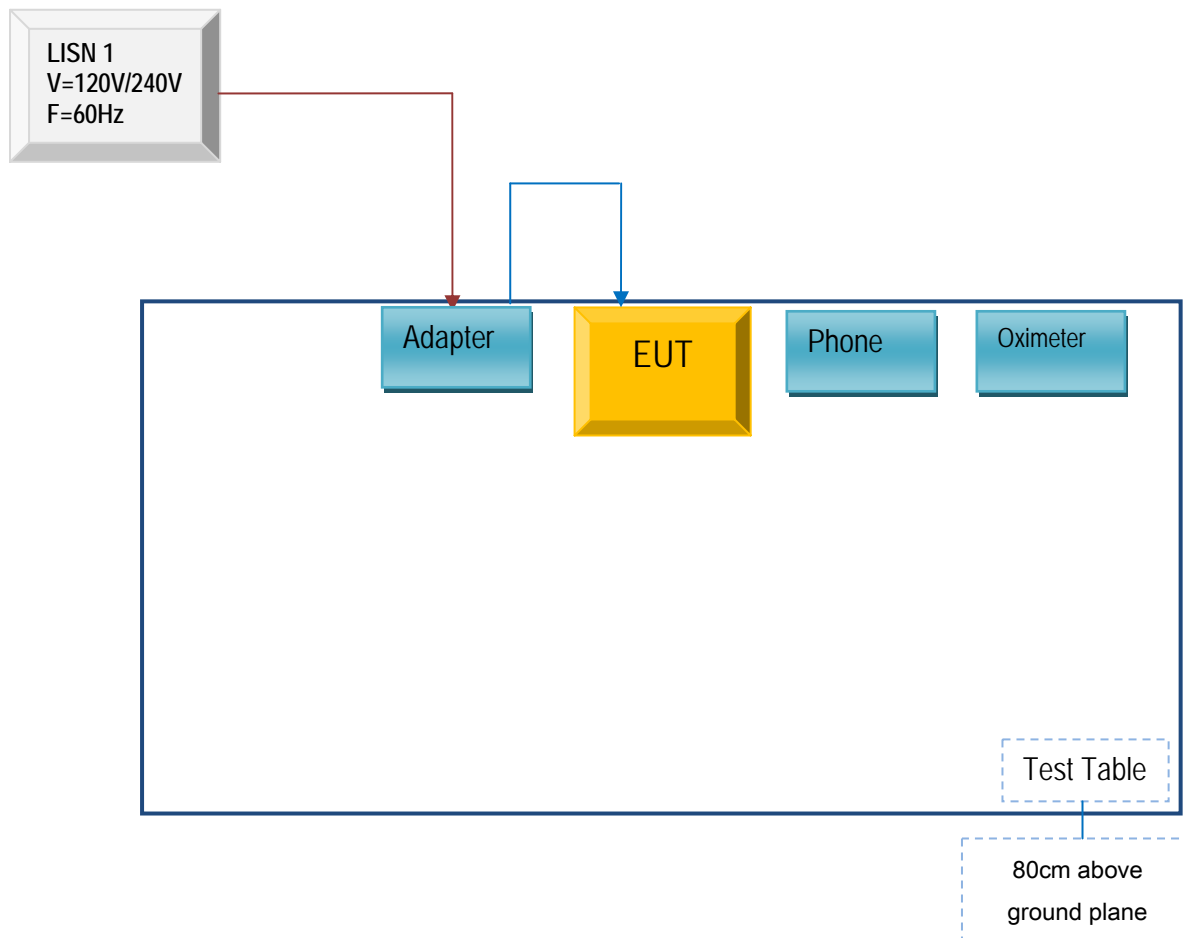 LISN 1
V=120V/240V
F=60Hz
Adapter
EUT
Phone
Oximeter
Test Table
80cm above
ground plane